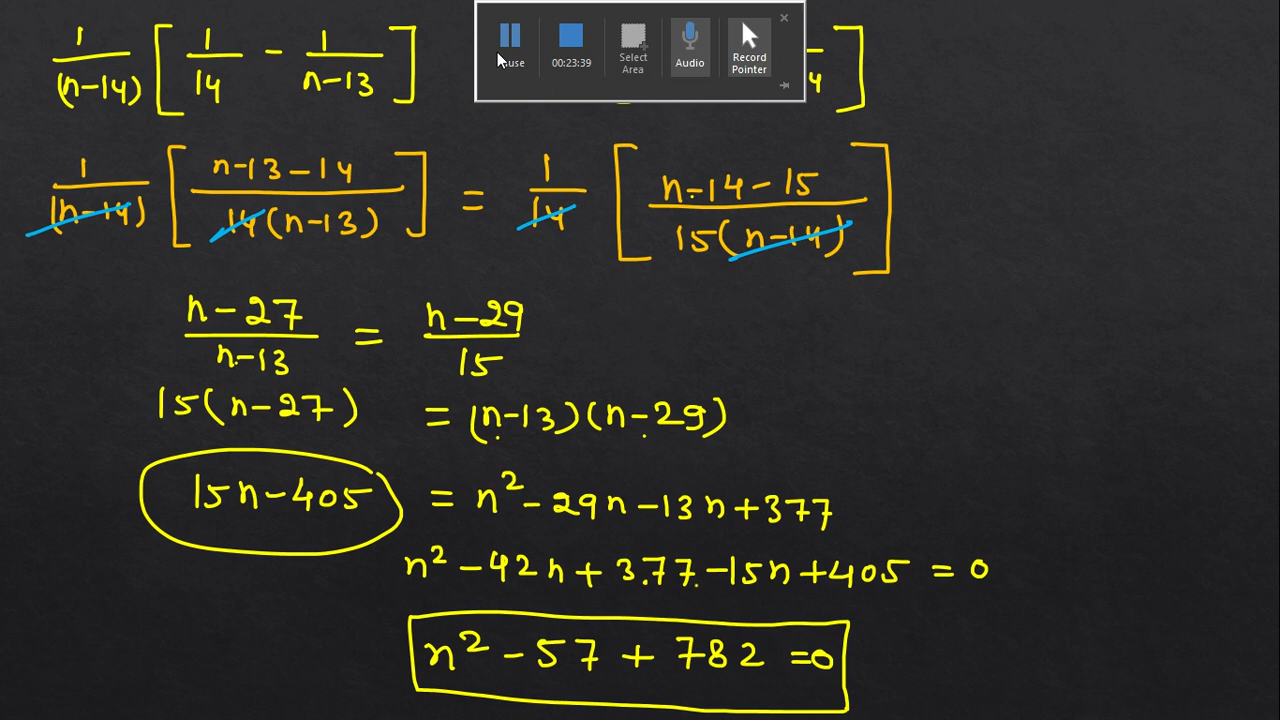 1/(n-14) [ 1/14 - 1/(n-13) ] 4 ]
Pause 00:23:39 Select Area Audio Record Pointer
1/(n-14) [ (n-13-14)/(14(n-13)) ] = 1/14 [ (n-14-15)/(15(n-14)) ]
(n-27)/(n-13) = (n-29)/15
15(n-27) = (n-13)(n-29)
15n-405 = n² - 29n - 13n + 377
n² - 42n + 377 - 15n + 405 = 0
n² - 57 + 782 = 0